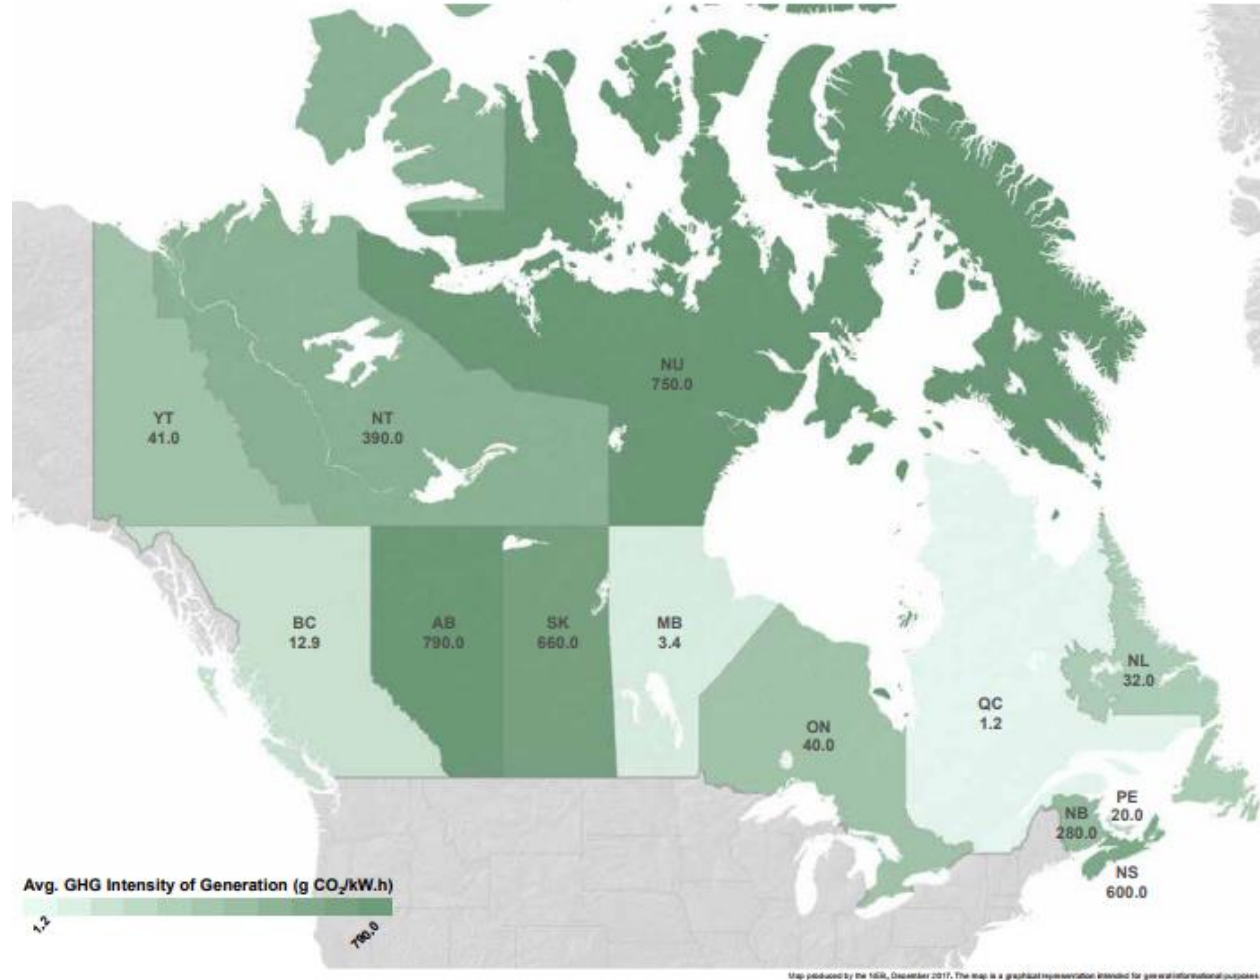 NU
750.0
YT
41.0
NT
390.0
BC
12.9
AB
790.0
SK
660.0
MB
3.4
NL
32.0
QC
1.2
ON
40.0
PE
20.0
NB
280.0
NS
600.0
Avg. GHG Intensity of Generation (g CO₂/kW.h)
1.2
790.0
Map produced by the NEB, December 2017. The map is a graphical representation intended for general informational purposes